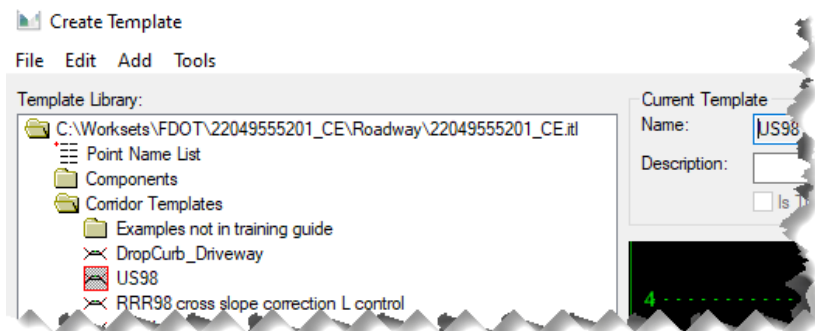 Create Template
File Edit Add Tools
Template Library:
C:\Worksets\FDOT\22049555201_CE\Roadway\22049555201_CE.itl
Point Name List
Components
Corridor Templates
Examples not in training guide
DropCurb_Driveway
US98
RRR98 cross slope correction L control
Current Template
Name: US98
Description:
Is
4